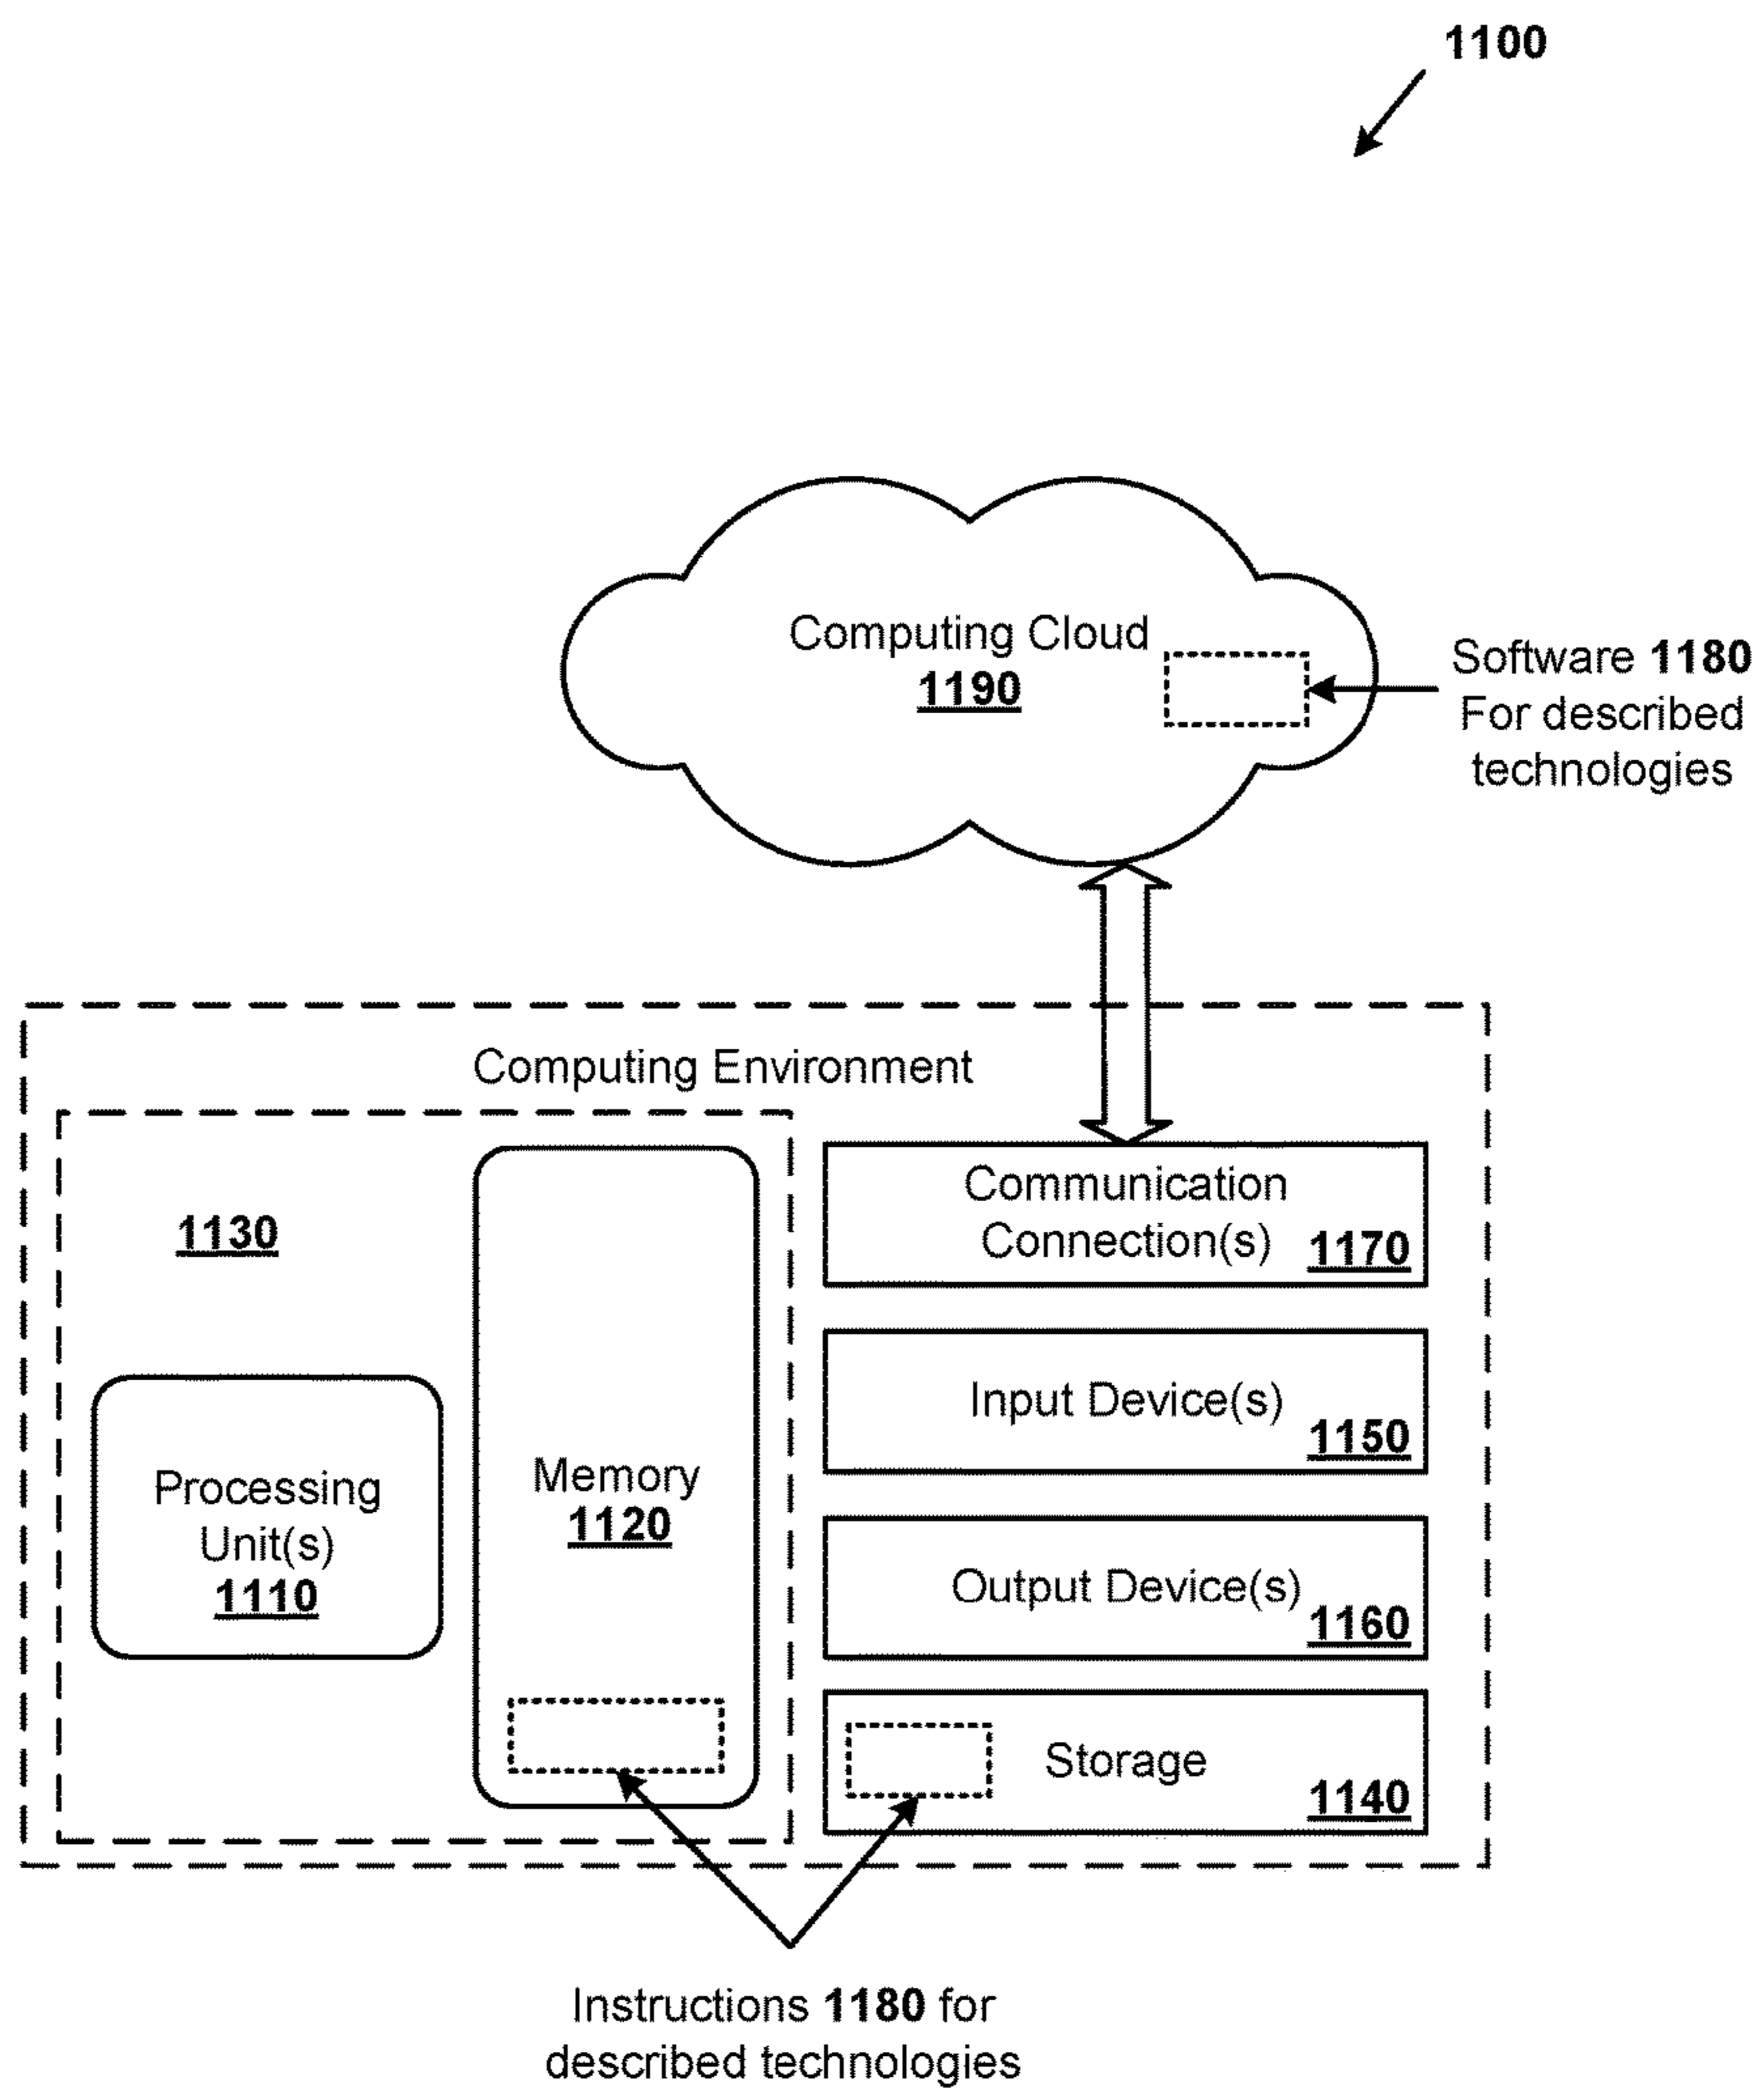 1100
Computing Cloud
1190
Software 1180
For described
technologies
Computing Environment
1130
Processing
Unit(s)
1110
Memory
1120
Communication
Connection(s)
1170
Input Device(s)
1150
Output Device(s)
1160
Storage
1140
Instructions 1180 for
described technologies